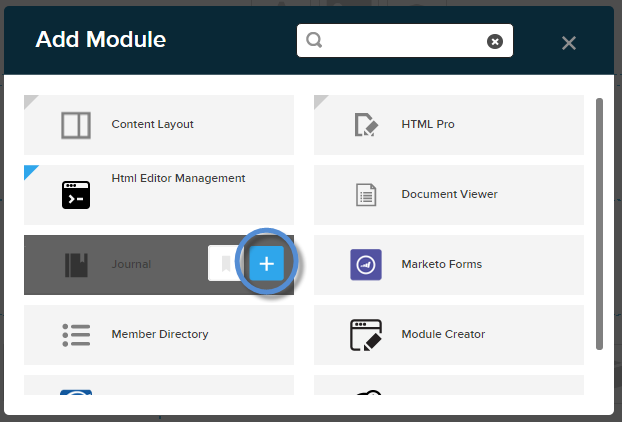 Add Module
Content Layout
HTML Pro
Html Editor Management
Document Viewer
Journal
Marketo Forms
Member Directory
Module Creator